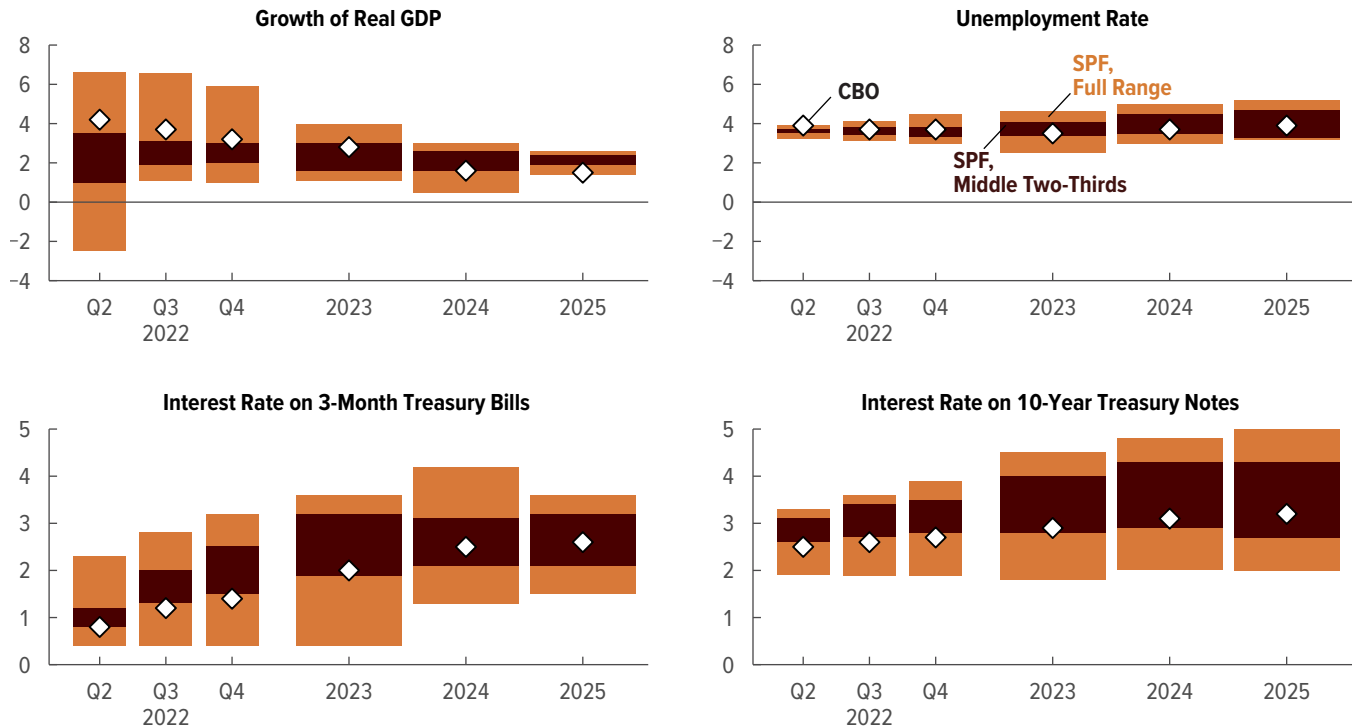 Growth of Real GDP
8
6
4
2
0
−2
−4
Q2 Q3 Q4 2023 2024 2025
2022
Unemployment Rate
8
6
4
2
0
−2
−4
CBO
SPF,
Full Range
SPF,
Middle Two-Thirds
Q2 Q3 Q4 2023 2024 2025
2022
Interest Rate on 3-Month Treasury Bills
5
4
3
2
1
0
Q2 Q3 Q4 2023 2024 2025
2022
Interest Rate on 10-Year Treasury Notes
5
4
3
2
1
0
Q2 Q3 Q4 2023 2024 2025
2022